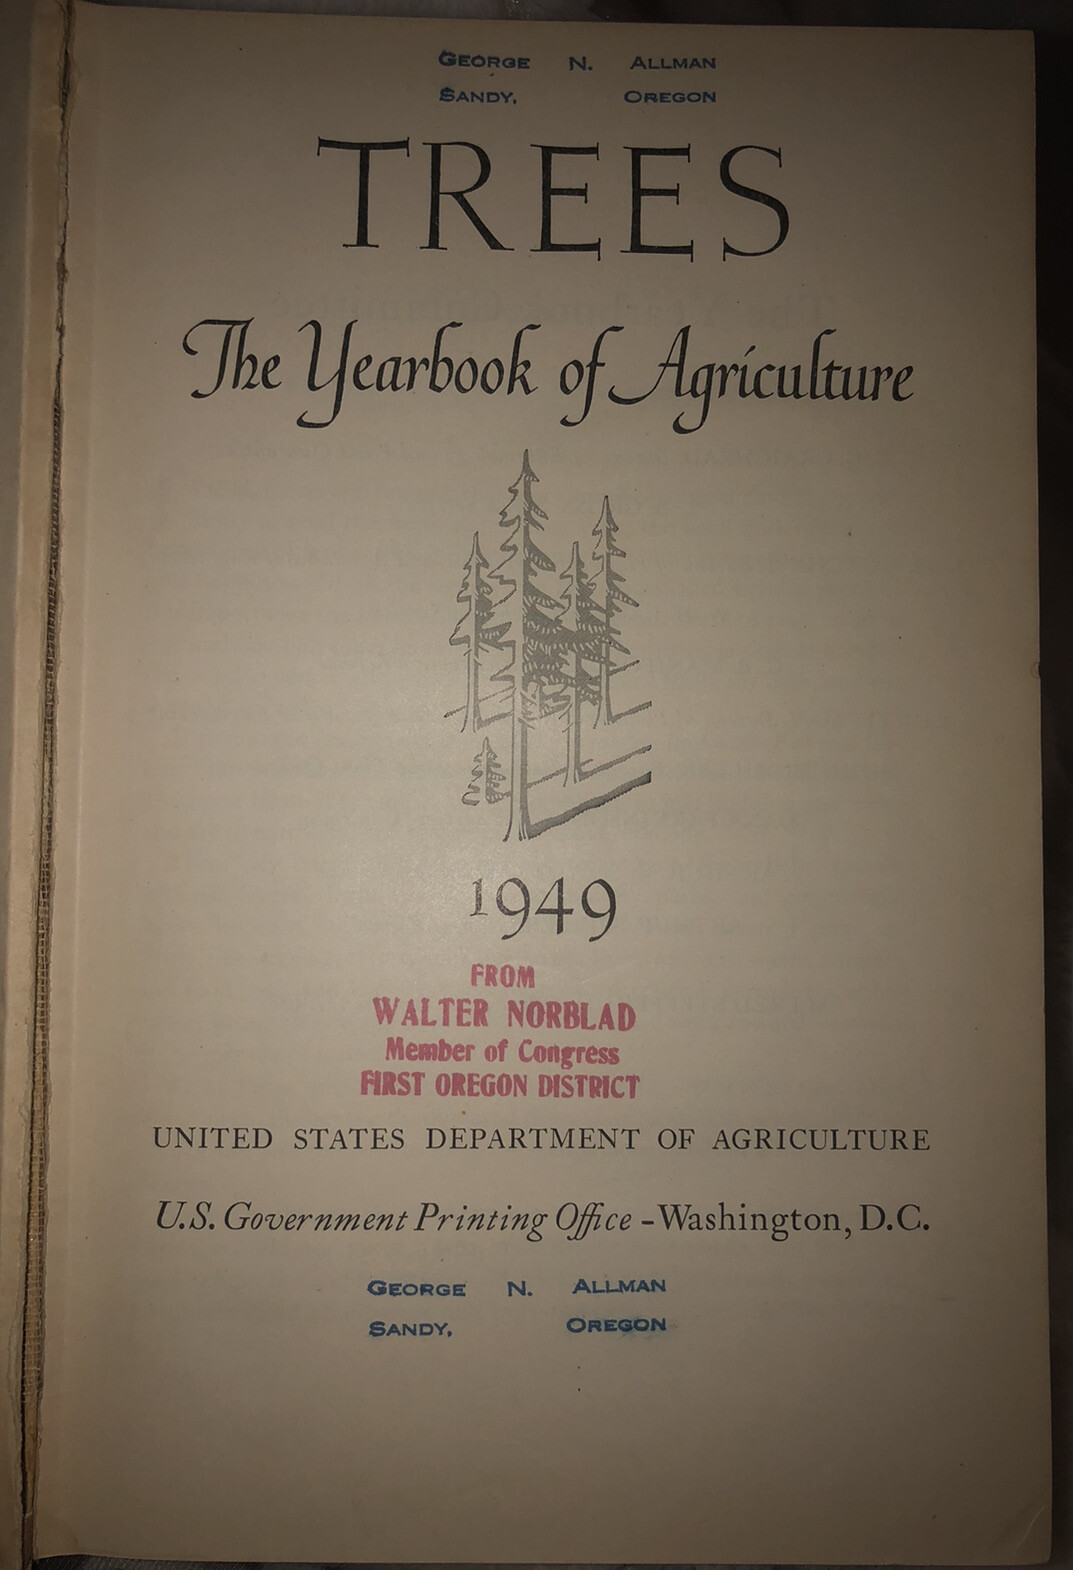 GEORGE N. ALLMAN
SANDY, OREGON
TREES
The Yearbook of Agriculture
1949
FROM
WALTER NORBLAD
Member of Congress
FIRST OREGON DISTRICT
UNITED STATES DEPARTMENT OF AGRICULTURE
U.S. Government Printing Office - Washington, D.C.
GEORGE N. ALLMAN
SANDY, OREGON